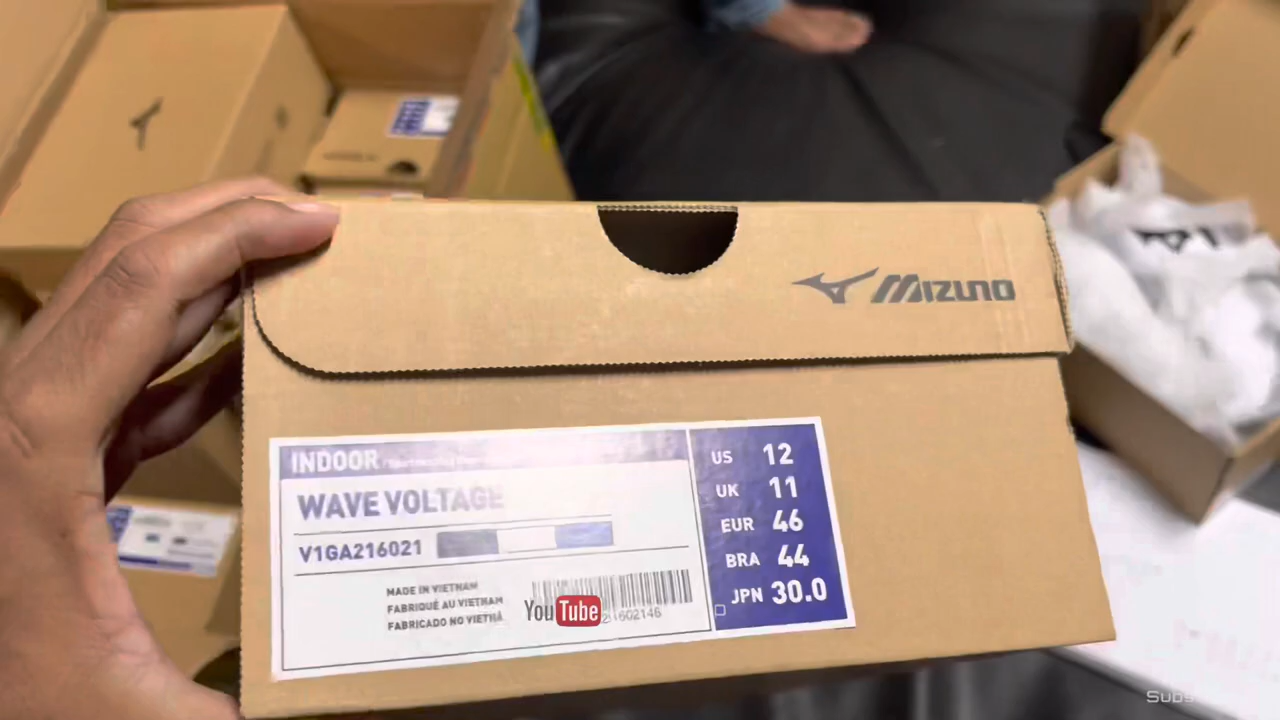 MIZUNO
INDOOR
WAVE VOLTAGE
V1GA216021
MADE IN VIETNAM
FABRIQUÉ AU VIETNAM
FABRICADO NO VIETNÃ
YouTube
21602146
US 12
UK 11
EUR 46
BRA 44
JPN 30.0